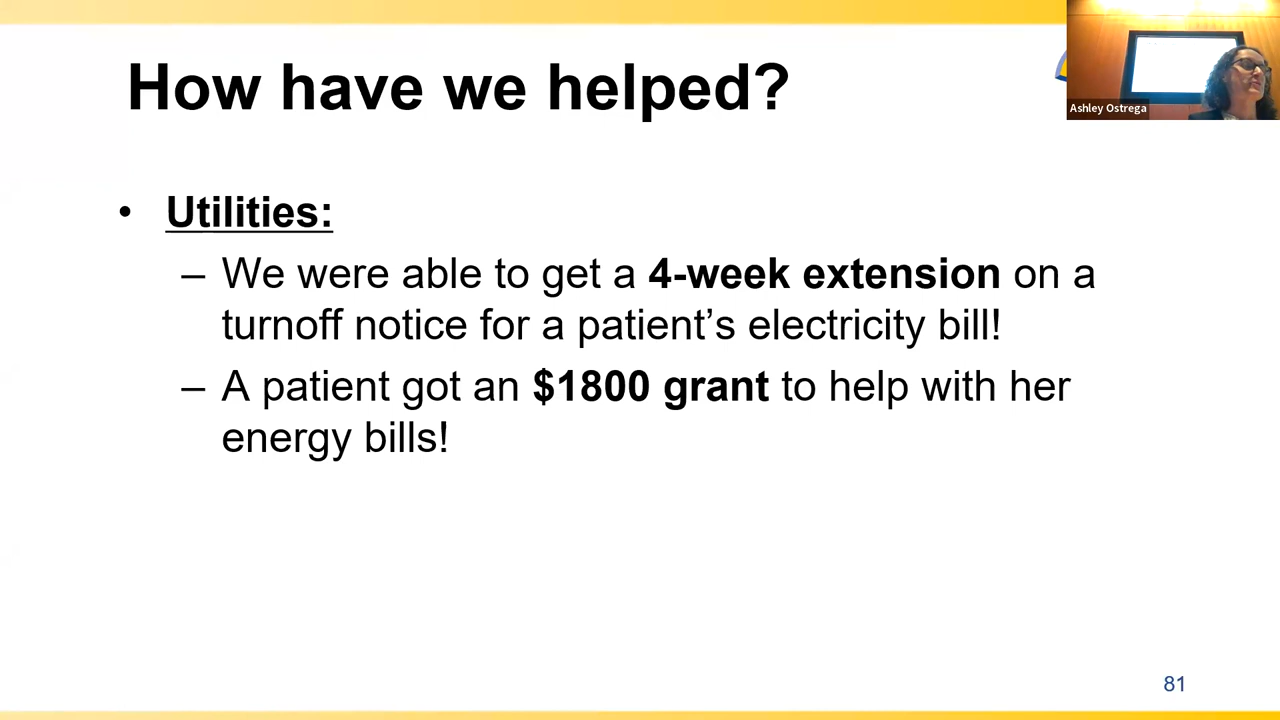 How have we helped?
Ashley Ostrega
• Utilities:
– We were able to get a 4-week extension on a
turnoff notice for a patient’s electricity bill!
– A patient got an $1800 grant to help with her
energy bills!
81